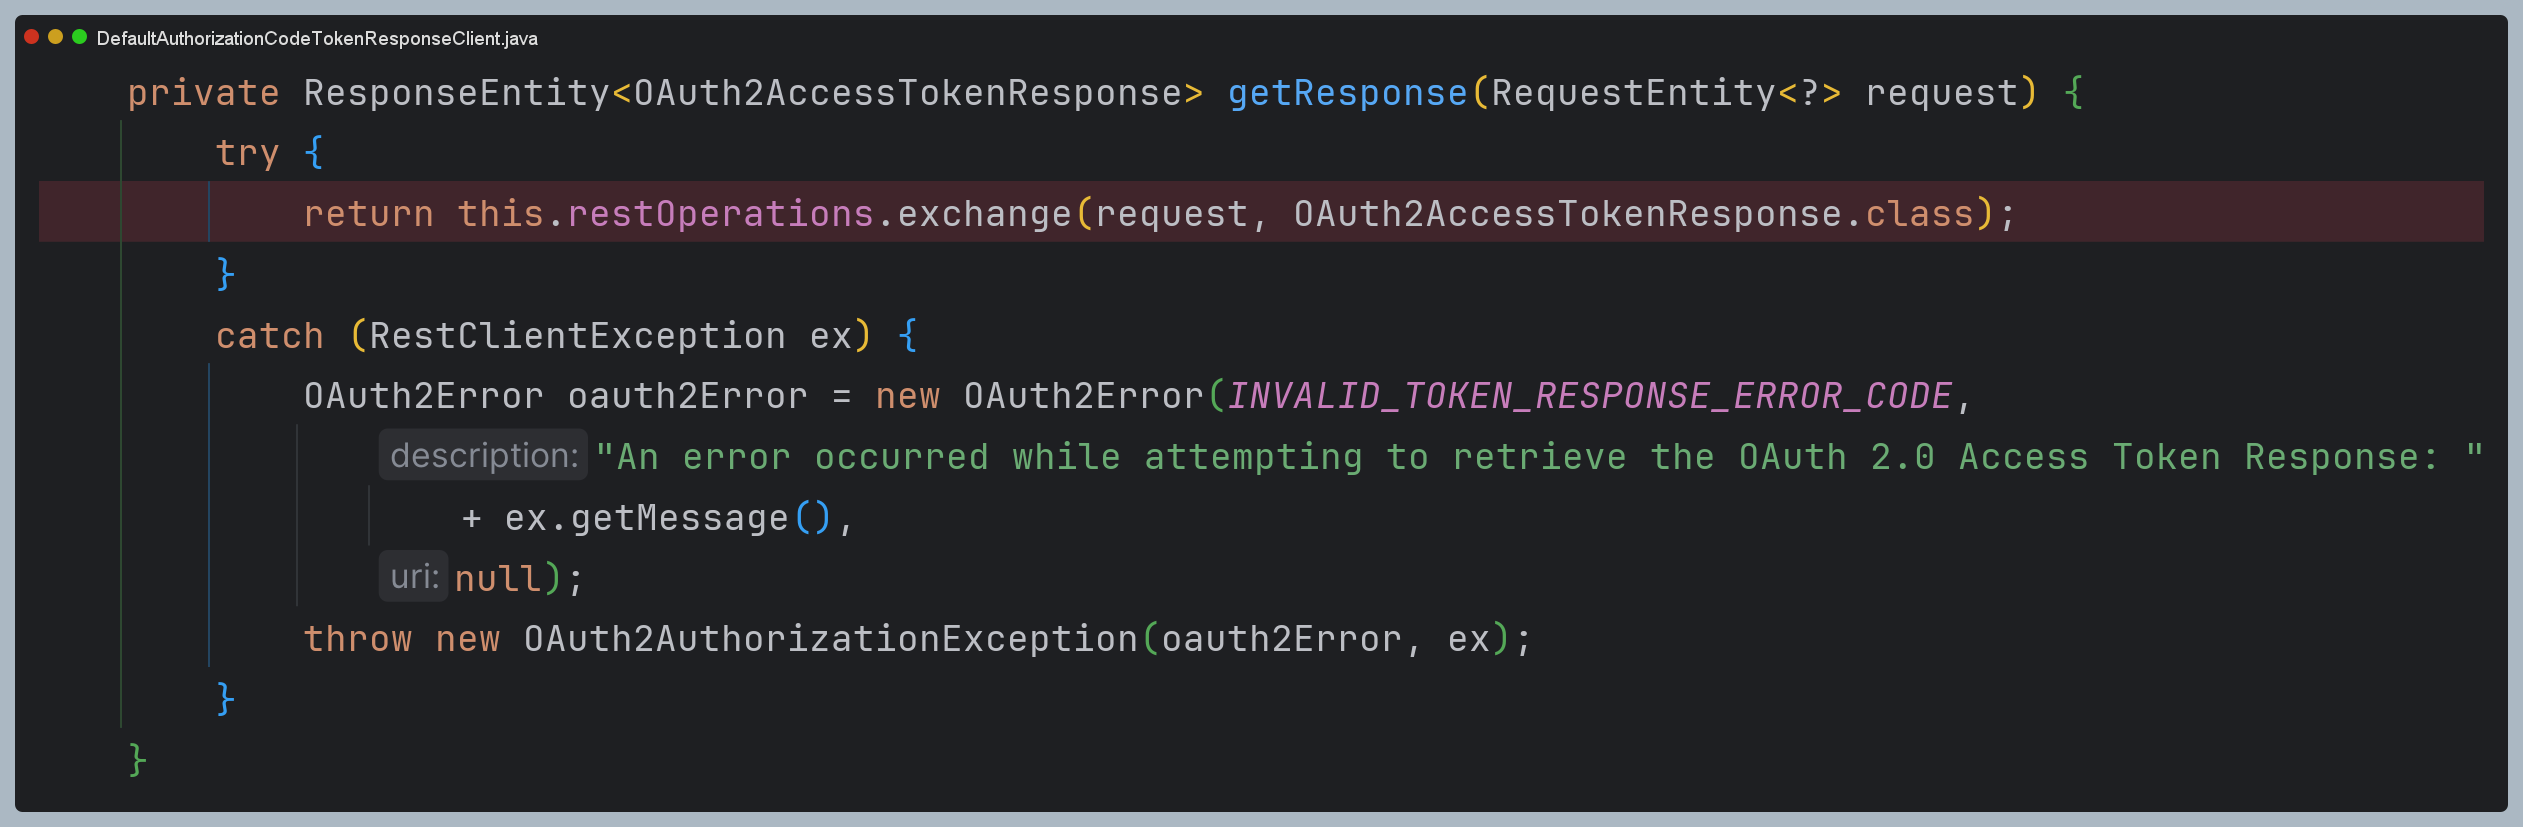 DefaultAuthorizationCodeTokenResponseClient.java
private ResponseEntity<OAuth2AccessTokenResponse> getResponse(RequestEntity<?> request) {
try {
return this.restOperations.exchange(request, OAuth2AccessTokenResponse.class);
}
catch (RestClientException ex) {
OAuth2Error oauth2Error = new OAuth2Error(INVALID_TOKEN_RESPONSE_ERROR_CODE,
description: "An error occurred while attempting to retrieve the OAuth 2.0 Access Token Response: "
+ ex.getMessage(),
uri: null);
throw new OAuth2AuthorizationException(oauth2Error, ex);
}
}